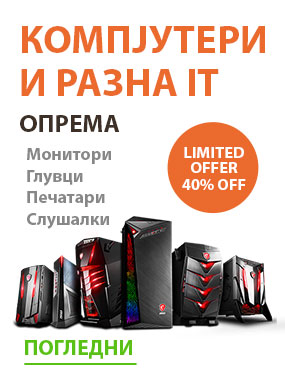 КОМПЈУТЕРИ
И РАЗНА IT
ОПРЕМА
Монитори
Глувци
Печатари
Слушалки
LIMITED
OFFER
40% OFF
ПОГЛЕДНИ